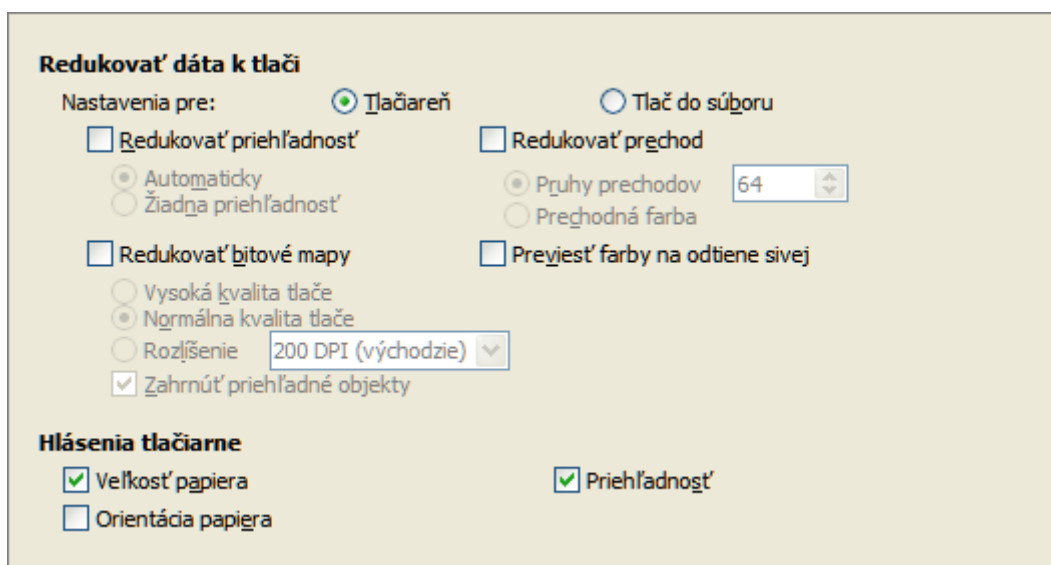 Redukovať dáta k tlači
Nastavenia pre: Tlačiareň Tlač do súboru
Redukovať priehľadnosť Redukovať prechod
Automaticky Pruhy prechodov 64
Žiadna priehľadnosť Prechodná farba
Redukovať bitové mapy Previesť farby na odtiene sivej
Vysoká kvalita tlače
Normálna kvalita tlače
Rozlíšenie 200 DPI (východzie)
Zahrnúť priehľadné objekty
Hlásenia tlačiarne
Veľkosť papiera Priehľadnosť
Orientácia papiera